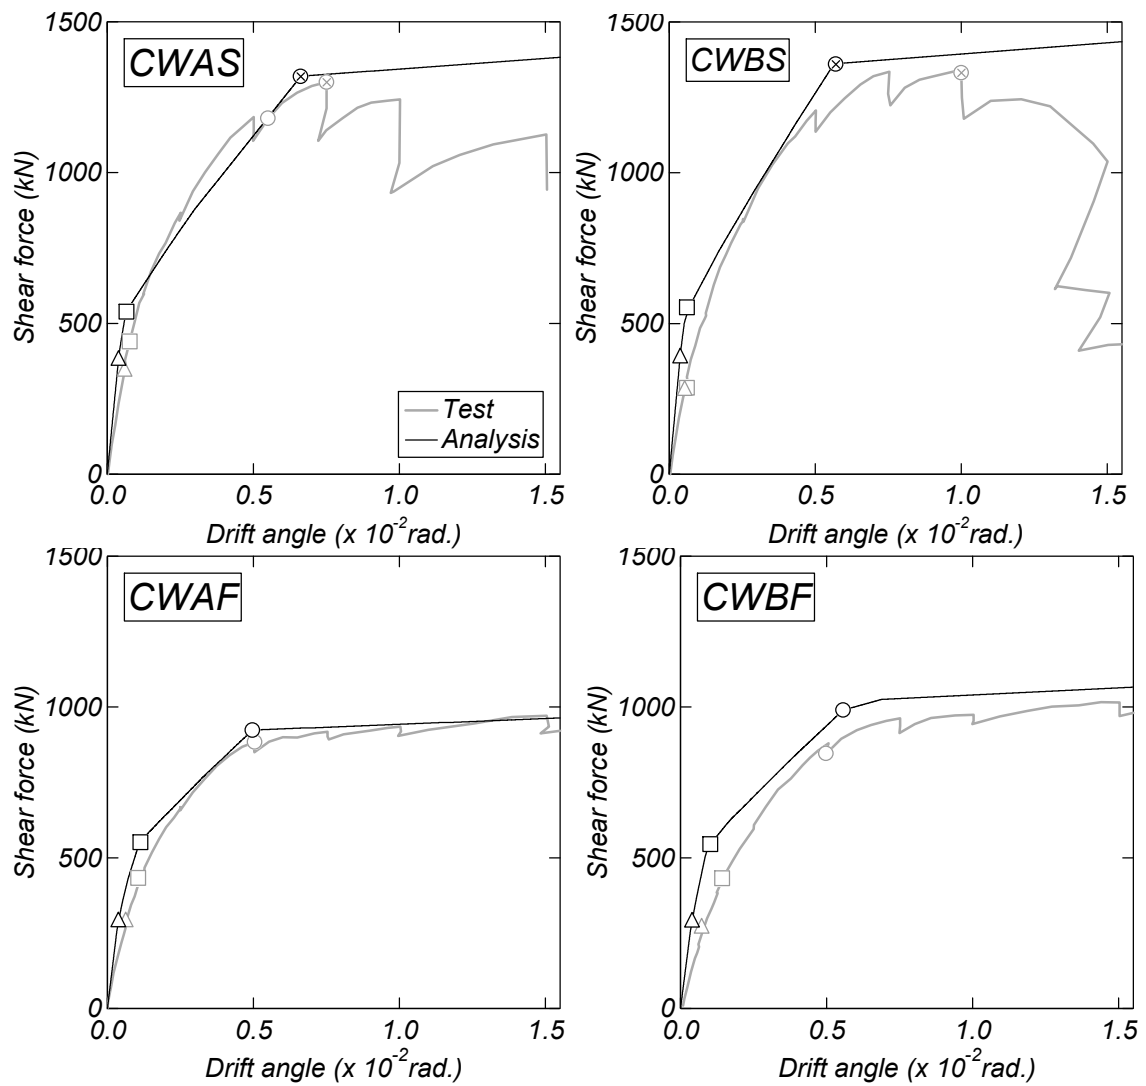 1500
CWAS
1000
500
0
Shear force (kN)
Test
Analysis
0.0 0.5 1.0 1.5
Drift angle (x 10-2rad.)
1500
CWBS
1000
500
0
Shear force (kN)
0.0 0.5 1.0 1.5
Drift angle (x 10-2rad.)
1500
CWAF
1000
500
0
Shear force (kN)
0.0 0.5 1.0 1.5
Drift angle (x 10-2rad.)
1500
CWBF
1000
500
0
Shear force (kN)
0.0 0.5 1.0 1.5
Drift angle (x 10-2rad.)